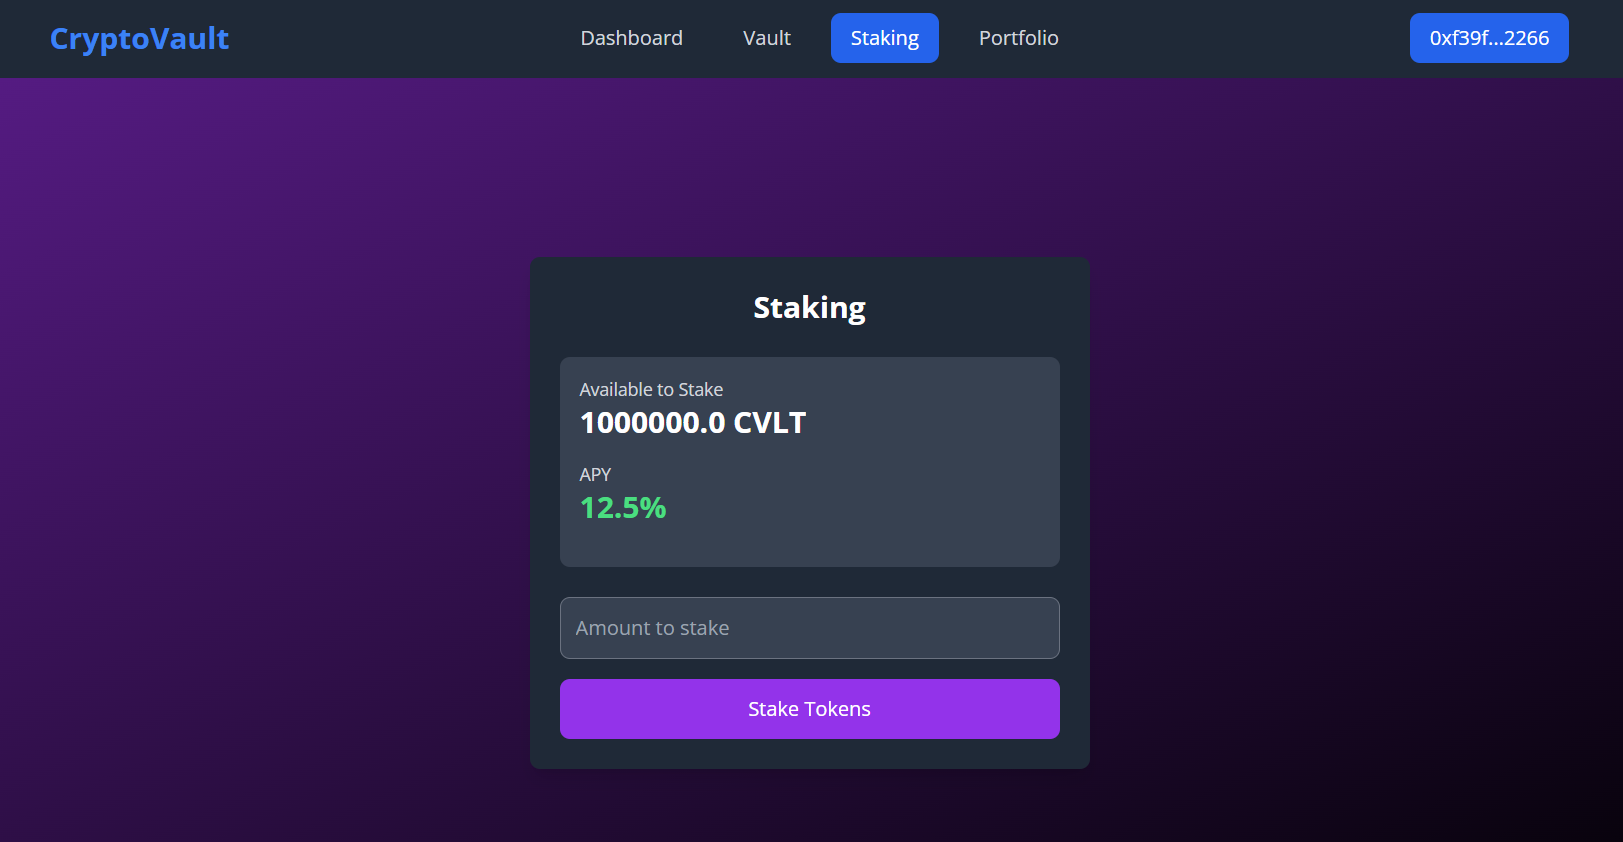 CryptoVault
Dashboard
Vault
Staking
Portfolio
0xf39f...2266
Staking
Available to Stake
1000000.0 CVLT
APY
12.5%
Amount to stake
Stake Tokens